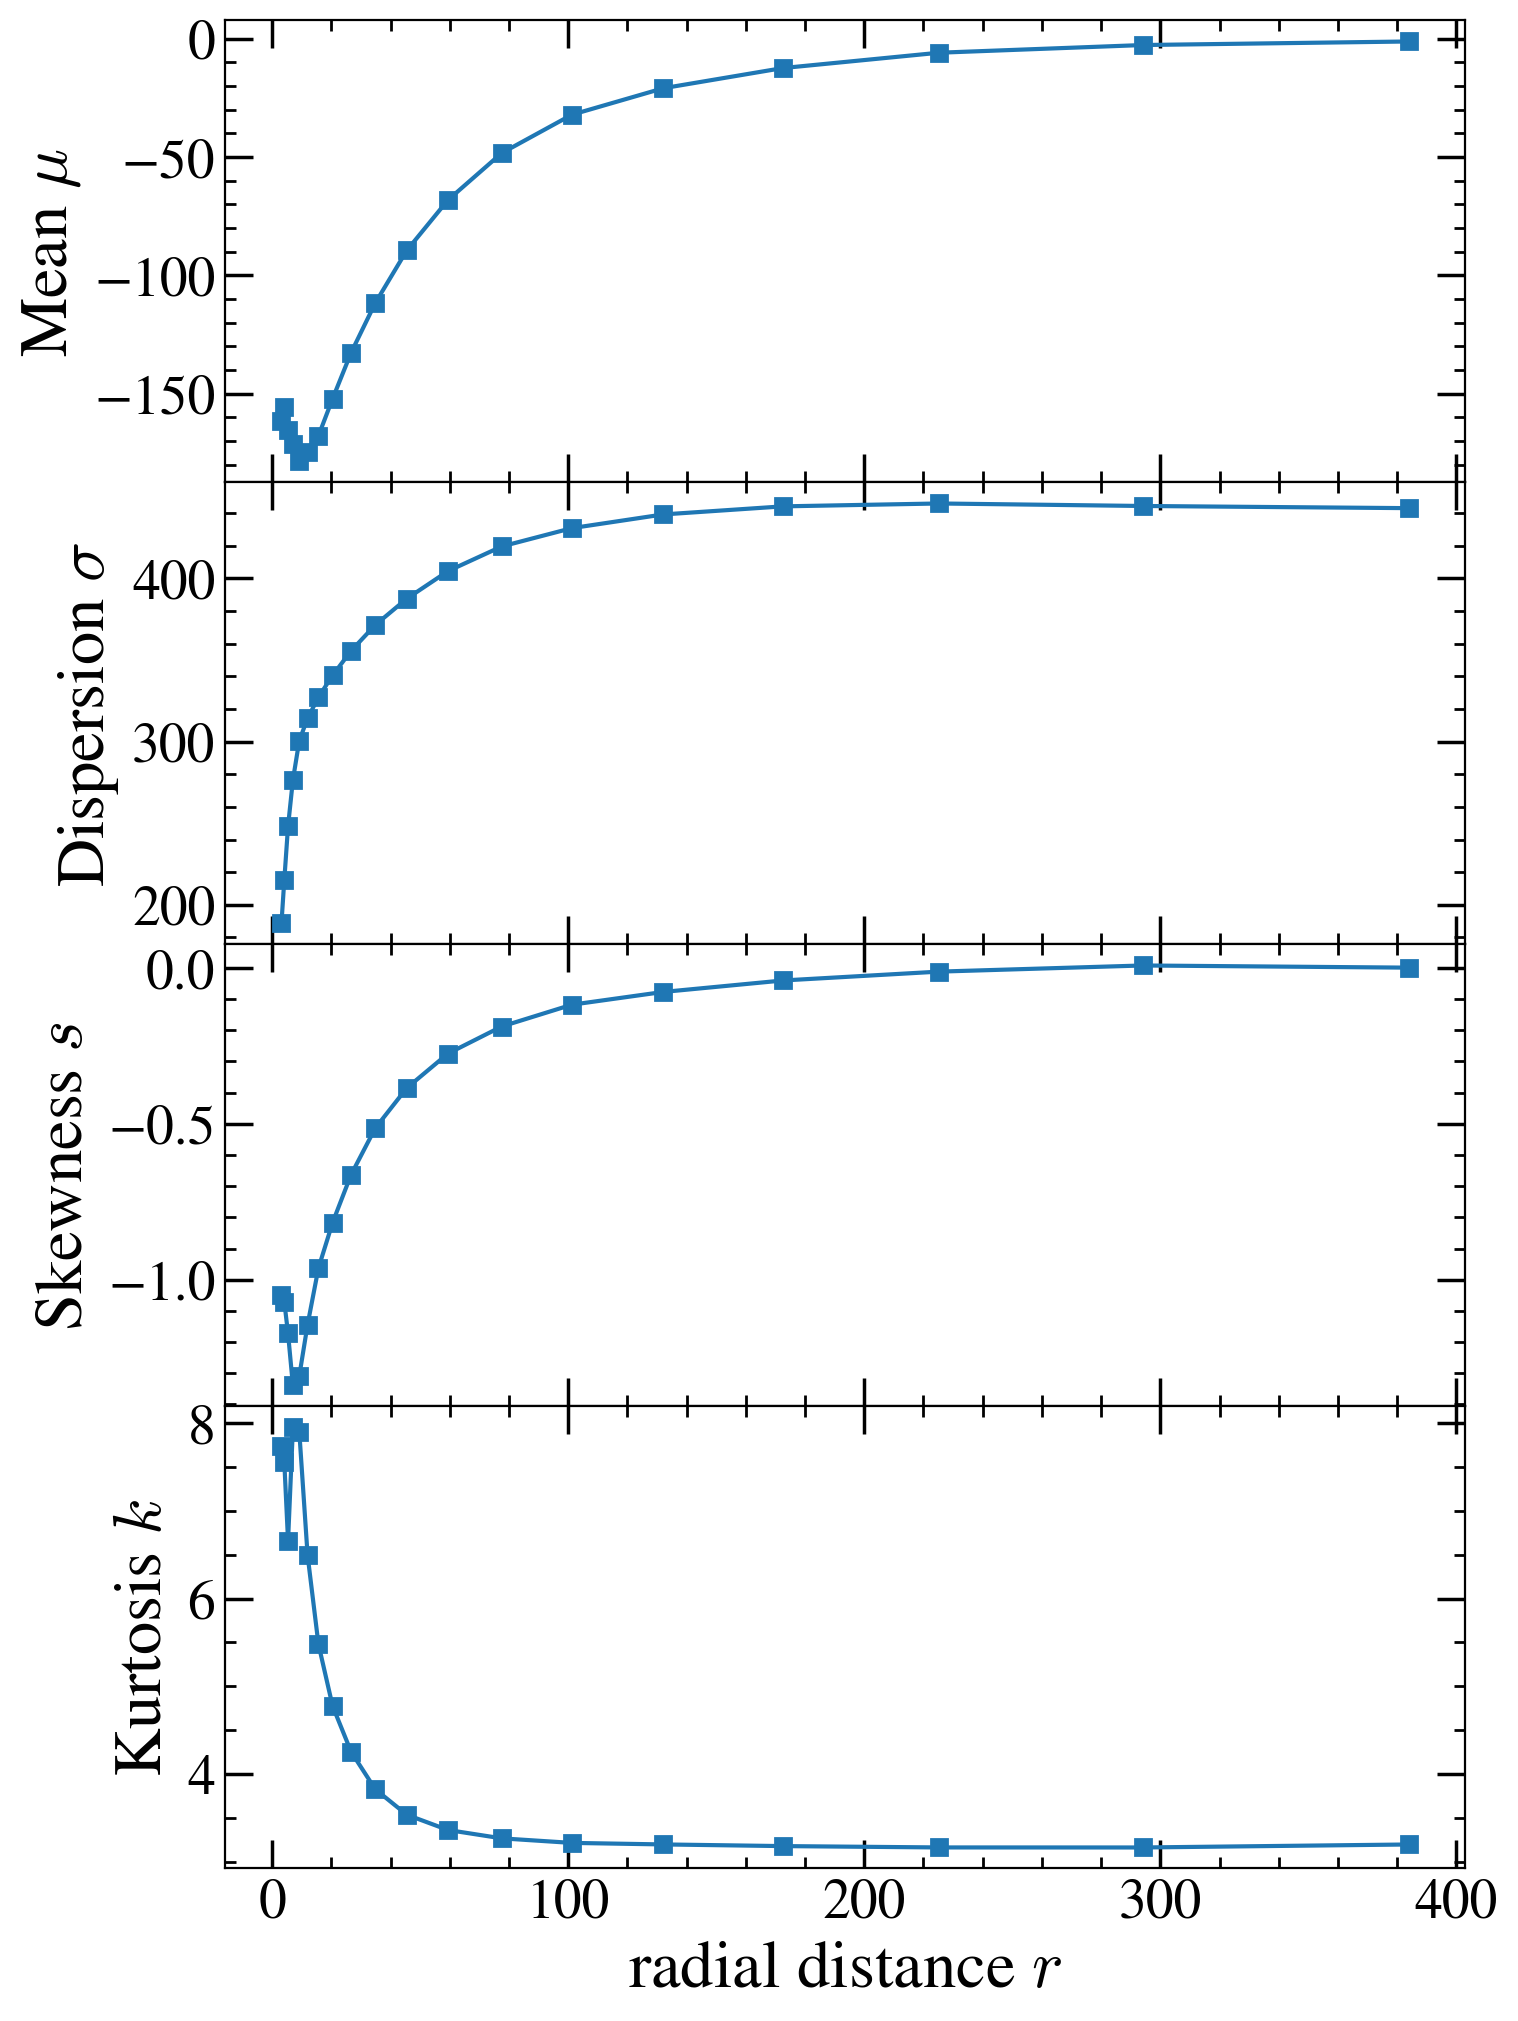 Mean μ
0
−50
−100
−150
Dispersion σ
400
300
200
Skewness s
0.0
−0.5
−1.0
Kurtosis k
8
6
4
0 100 200 300 400
radial distance r